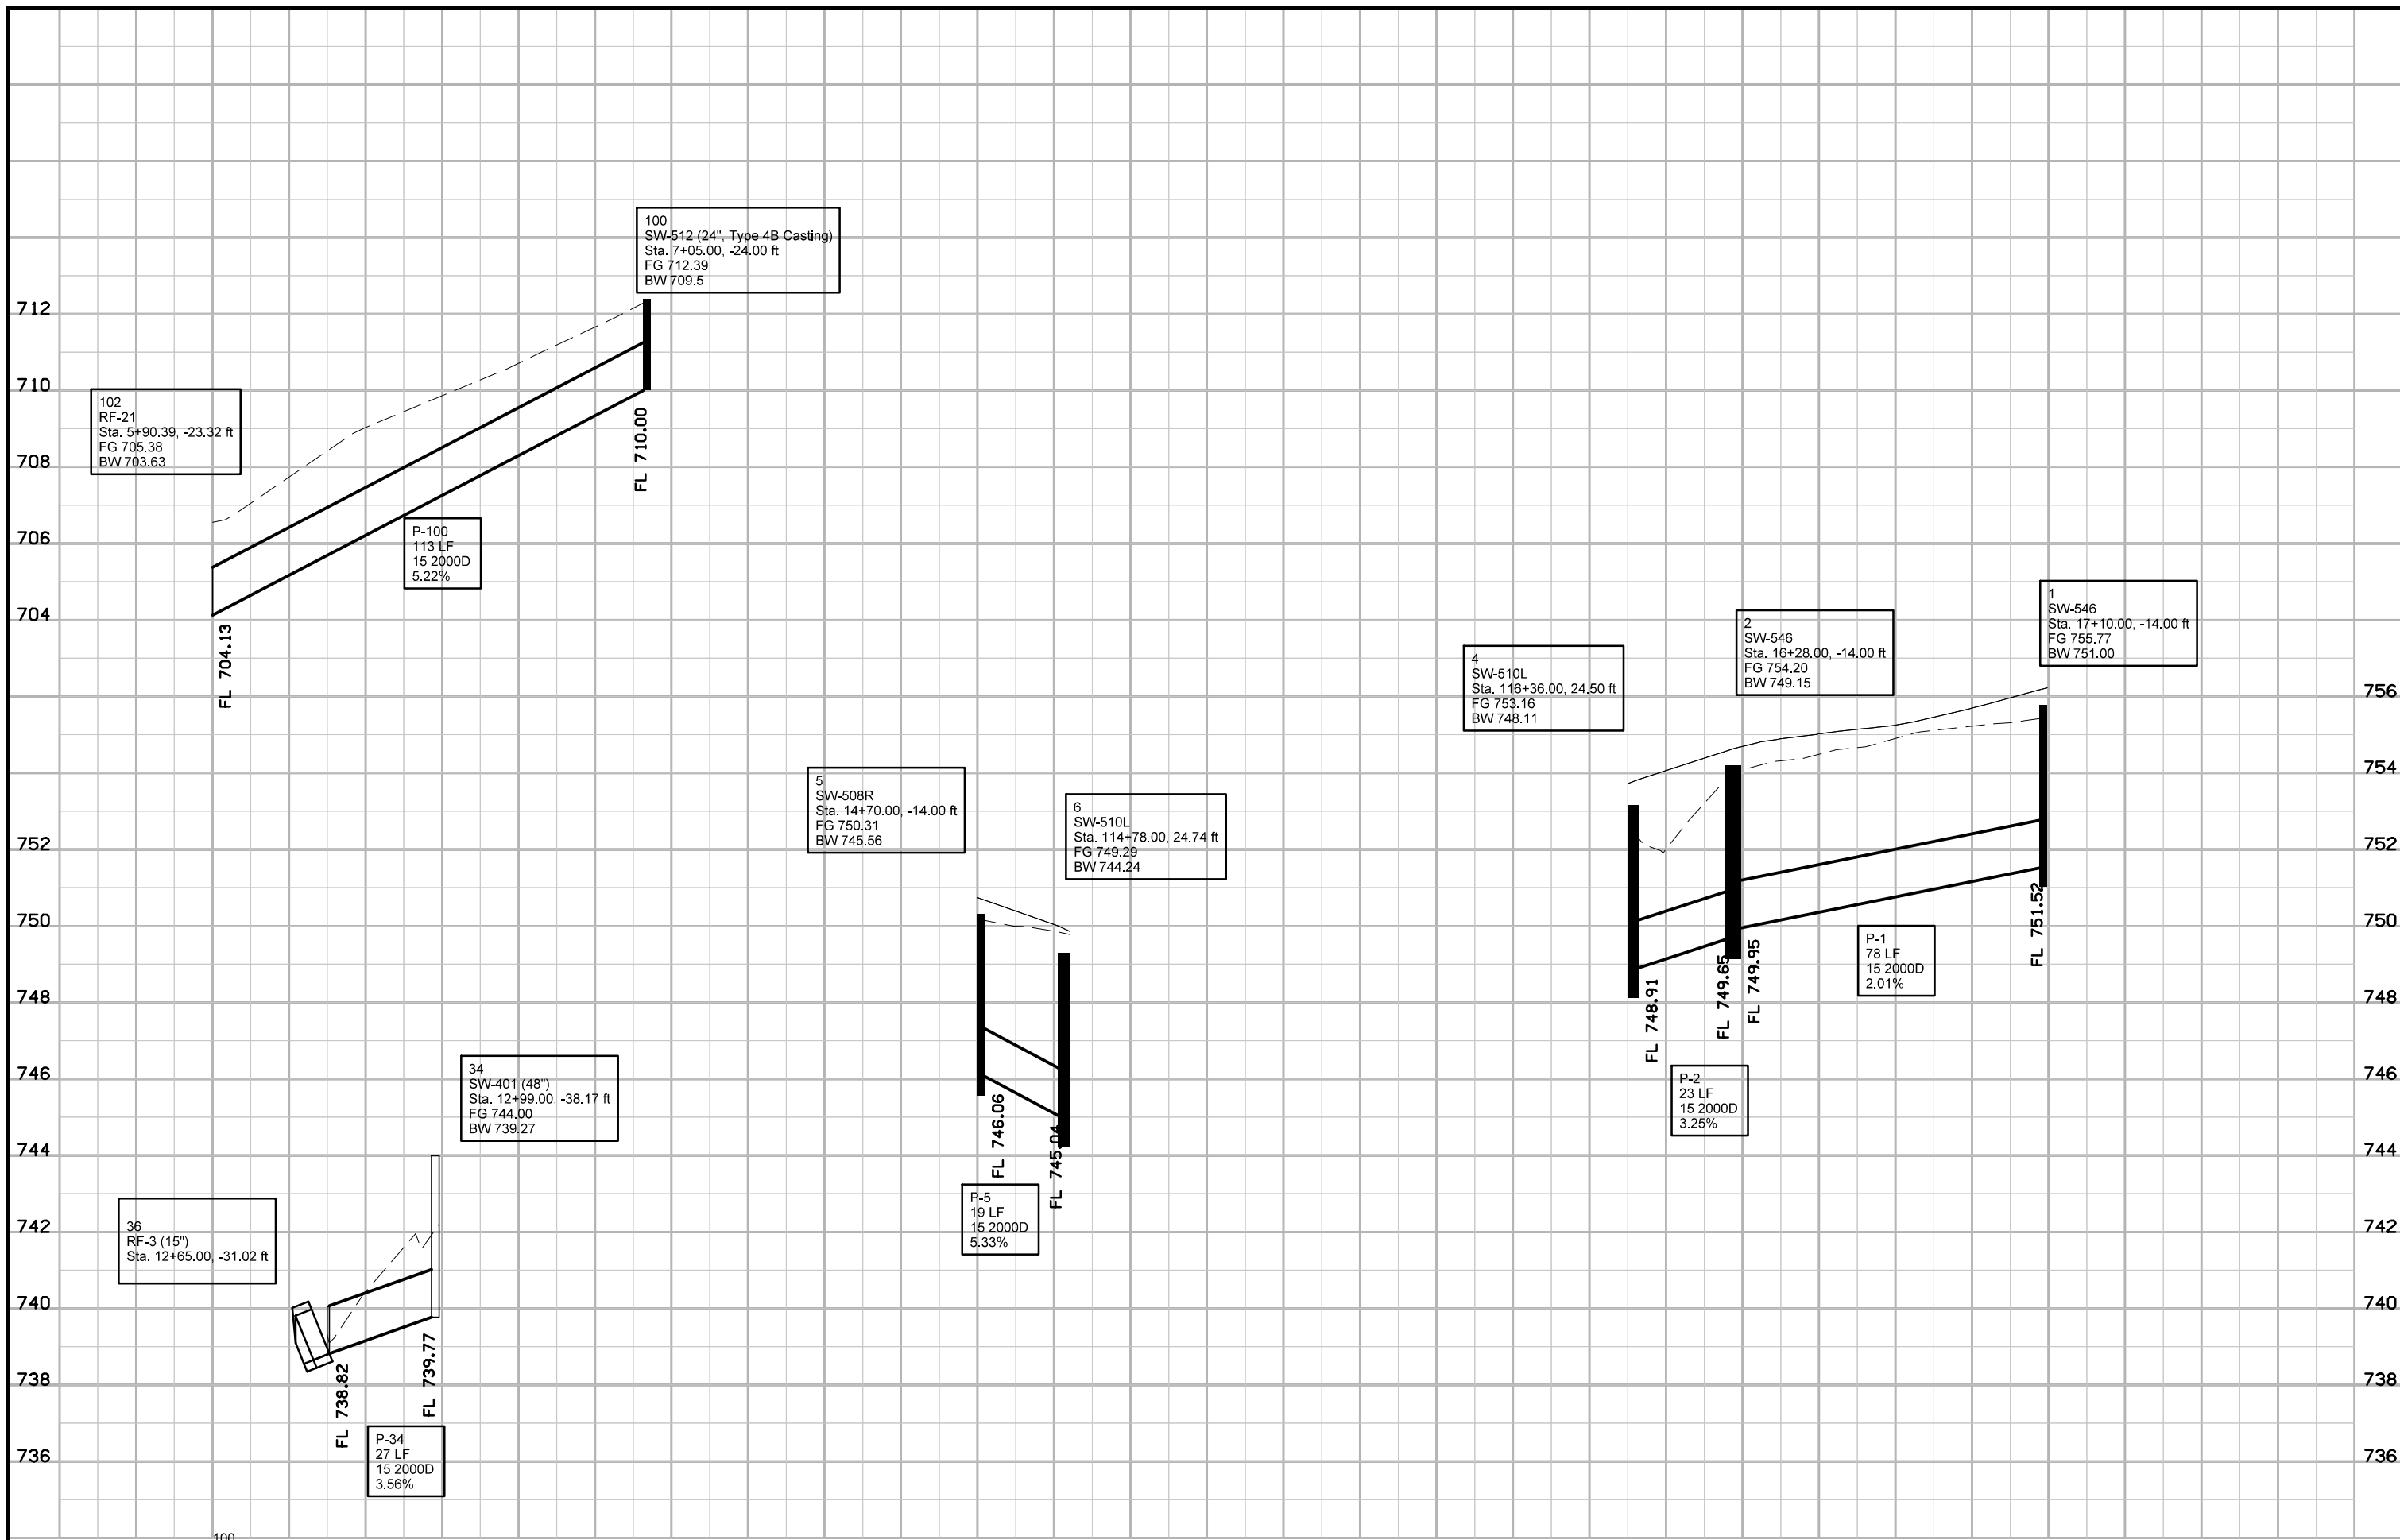 100
SW-512 (24", Type 4B Casting)
Sta. 7+05.00, -24.00 ft
FG 712.39
BW 709.5
712
710
708
706
704
102
RF-21
Sta. 5+90.39, -23.32 ft
FG 705.38
BW 703.63
FL 710.00
P-100
113 LF
15 2000D
5.22%
FL 704.13
1
SW-546
Sta. 17+10.00, -14.00 ft
FG 755.77
BW 751.00
2
SW-546
Sta. 16+28.00, -14.00 ft
FG 754.20
BW 749.15
4
SW-510L
Sta. 116+36.00, 24.50 ft
FG 753.16
BW 748.11
756
754
5
SW-508R
Sta. 14+70.00, -14.00 ft
FG 750.31
BW 745.56
6
SW-510L
Sta. 114+78.00, 24.74 ft
FG 749.29
BW 744.24
752
752
750
750
748
748
746
746
744
744
742
742
740
740
738
738
736
736
FL 751.52
P-1
78 LF
15 2000D
2.01%
FL 748.91
FL 749.65
FL 749.95
P-2
23 LF
15 2000D
3.25%
34
SW-401 (48")
Sta. 12+99.00, -38.17 ft
FG 744.00
BW 739.27
FL 746.06
FL 745.04
P-5
19 LF
15 2000D
5.33%
36
RF-3 (15")
Sta. 12+65.00, -31.02 ft
FL 738.82
FL 739.77
P-34
27 LF
15 2000D
3.56%
100